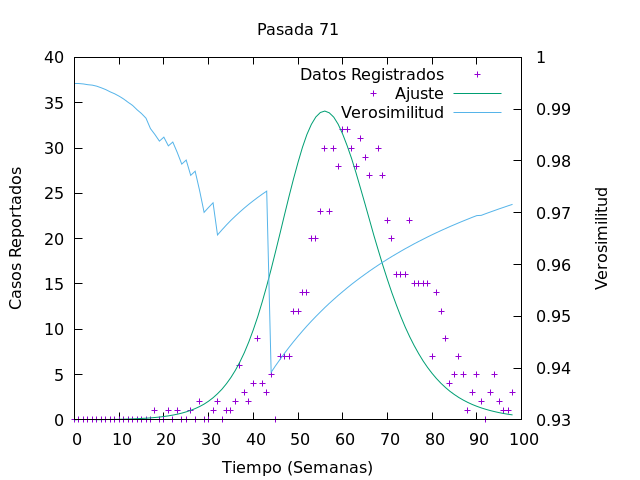 Pasada 71
Datos Registrados
Ajuste
Verosimilitud
Casos Reportados
Verosimilitud
40
35
30
25
20
15
10
5
0
1
0.99
0.98
0.97
0.96
0.95
0.94
0.93
0 10 20 30 40 50 60 70 80 90 100
Tiempo (Semanas)